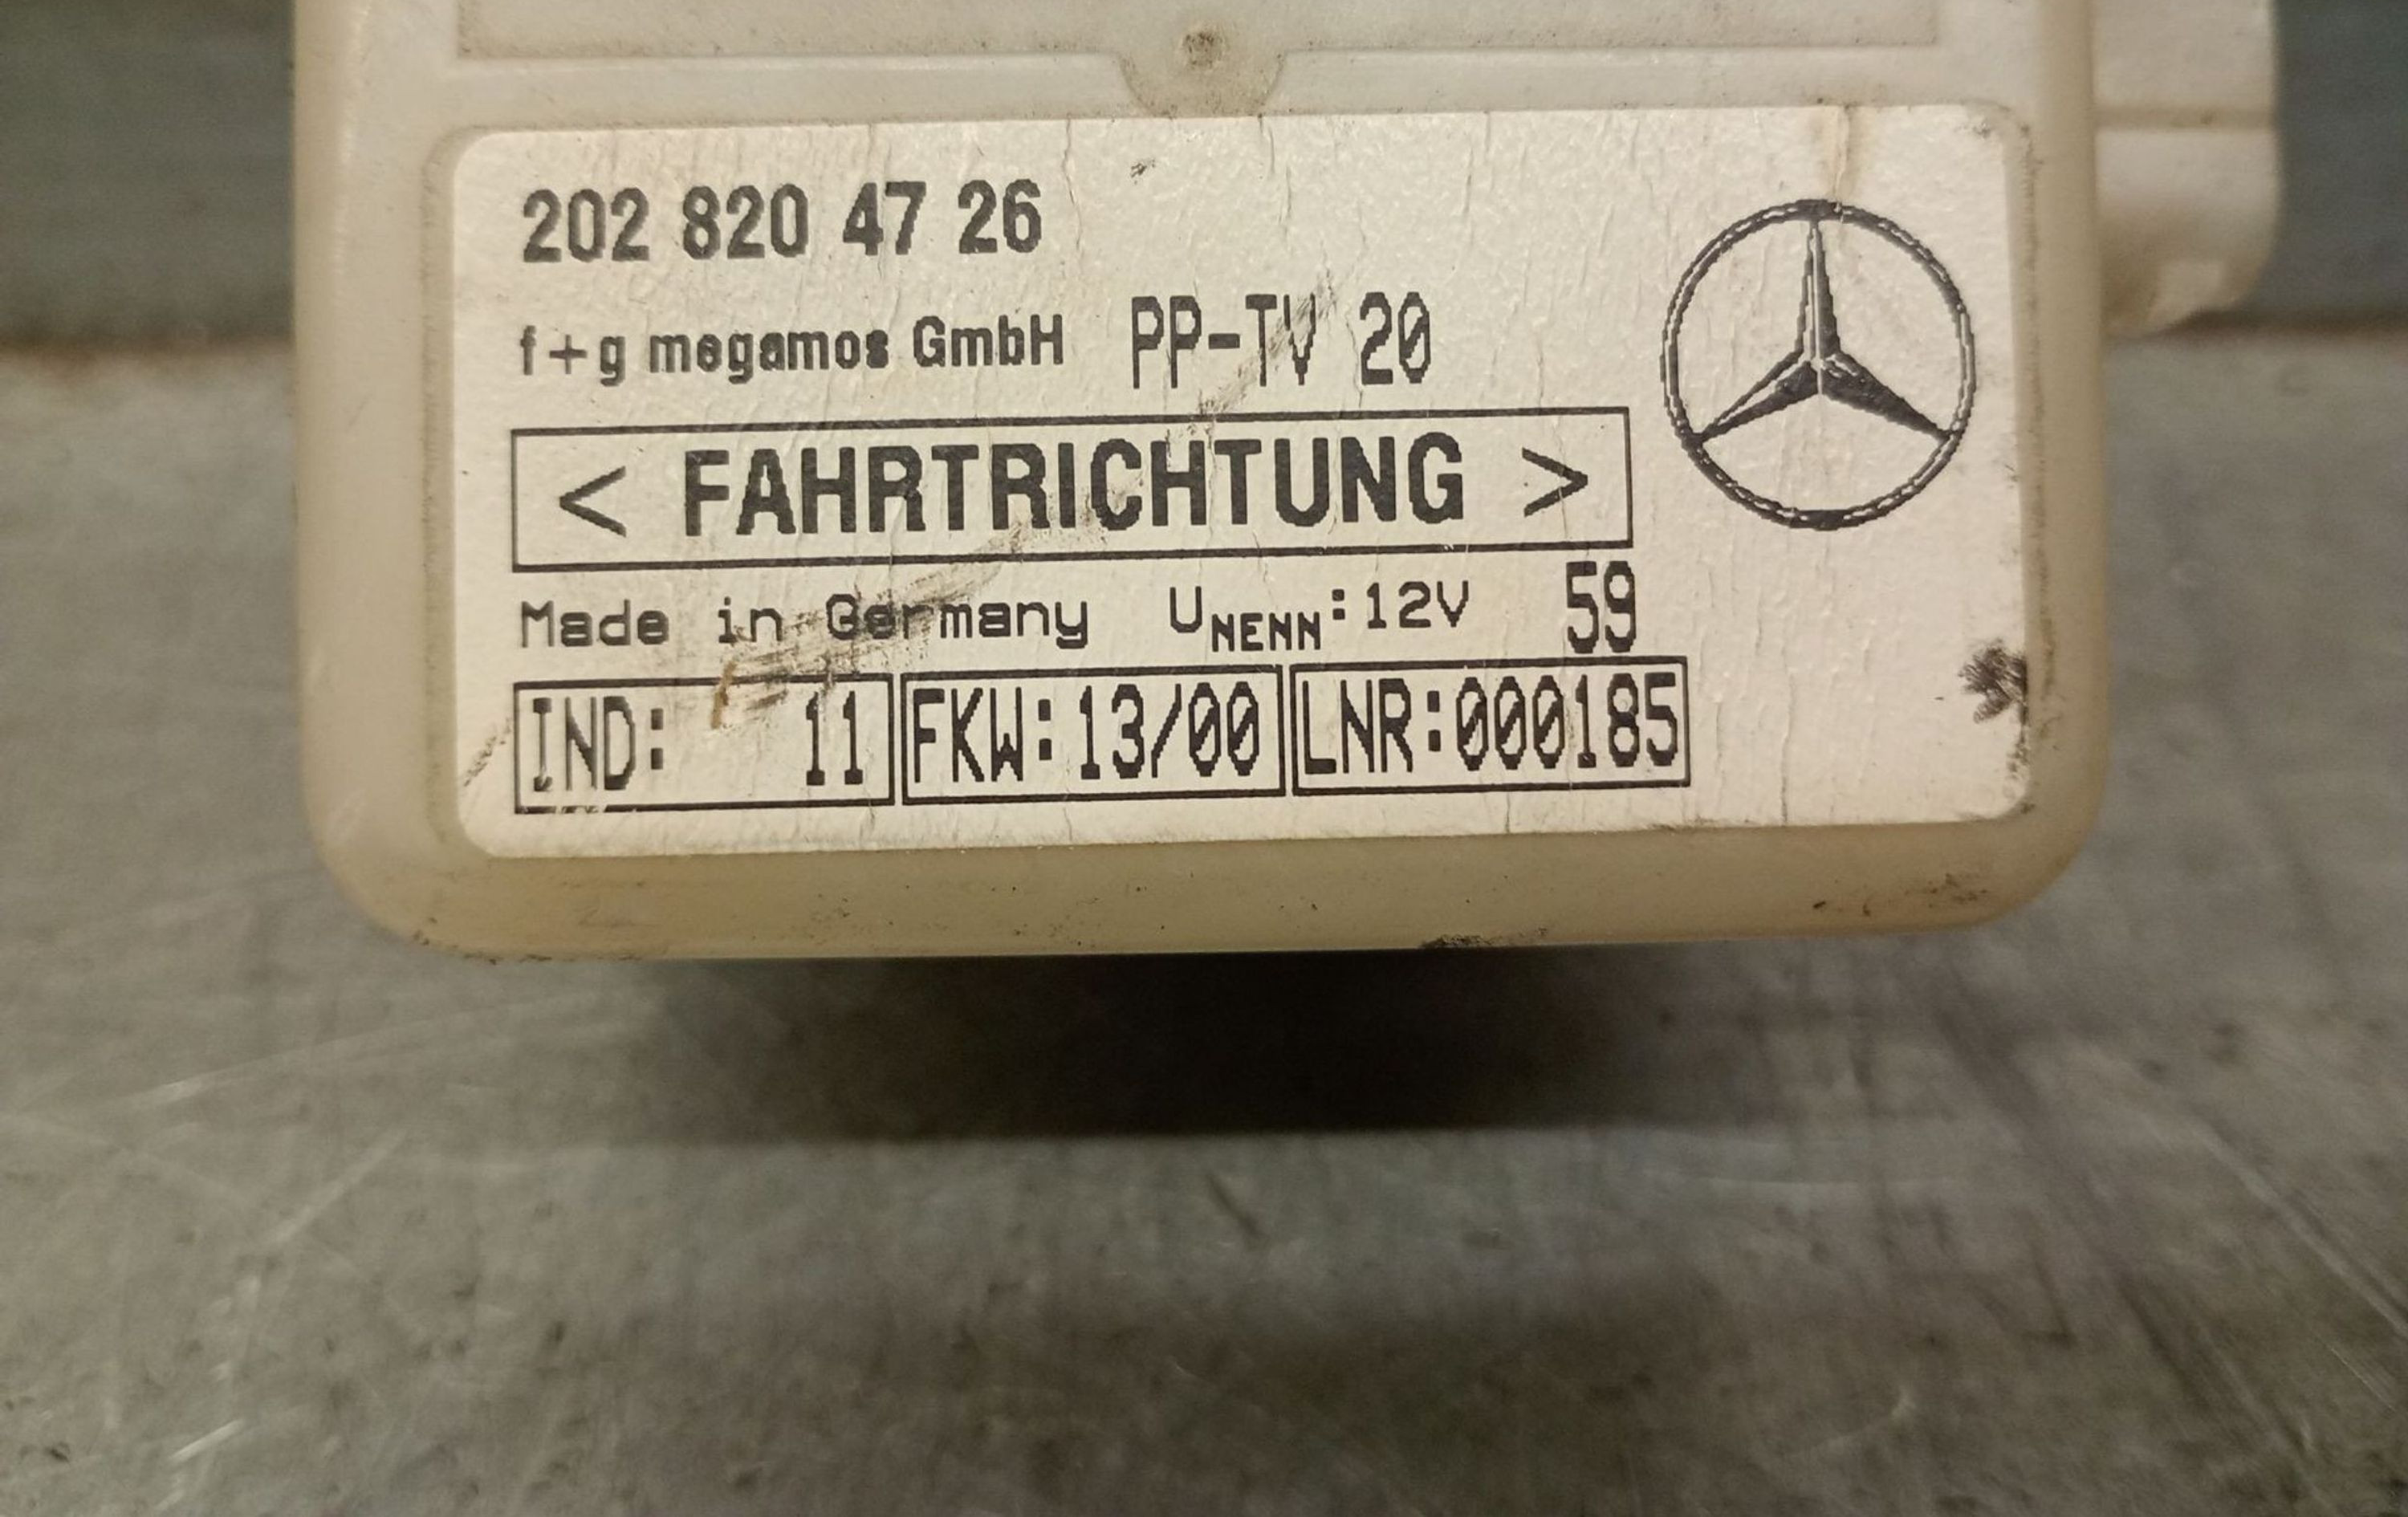 202 820 47 26
f+g megamos GmbH PP-TV 20
< FAHRTRICHTUNG >
Made in Germany UNENN:12V 59
IND: 11 FKW:13/00 LNR:000185